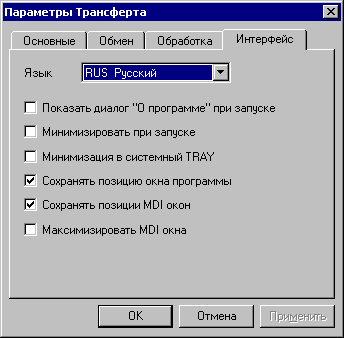 Параметры Трансферта
Основные Обмен Обработка Интерфейс
Язык RUS Русский
Показать диалог "О программе" при запуске
Минимизировать при запуске
Минимизация в системный TRAY
Сохранять позицию окна программы
Сохранять позиции MDI окон
Максимизировать MDI окна
OK Отмена Применить